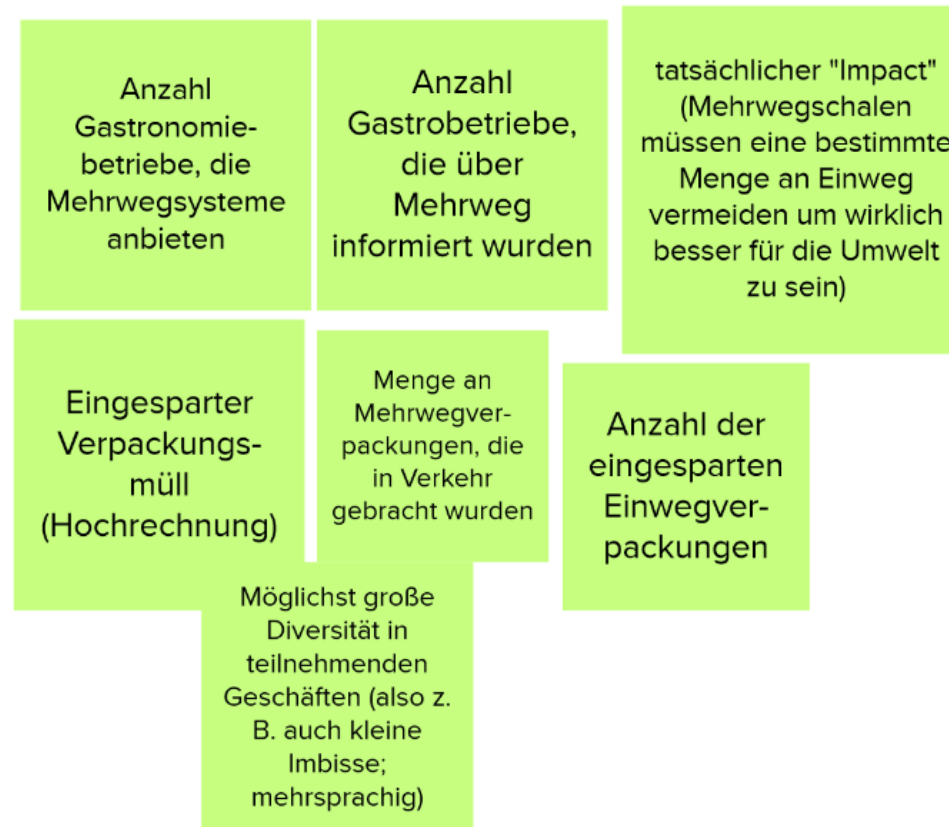 Anzahl
Gastronomie-
betriebe, die
Mehrwegsysteme
anbieten
Anzahl
Gastrobetriebe,
die über
Mehrweg
informiert wurden
tatsächlicher "Impact"
(Mehrwegschalen
müssen eine bestimmte
Menge an Einweg
vermeiden um wirklich
besser für die Umwelt
zu sein)
Eingesparter
Verpackungs-
müll
(Hochrechnung)
Menge an
Mehrwegver-
packungen, die
in Verkehr
gebracht wurden
Anzahl der
eingesparten
Einwegver-
packungen
Möglichst große
Diversität in
teilnehmenden
Geschäften (also z.
B. auch kleine
Imbisse;
mehrsprachig)